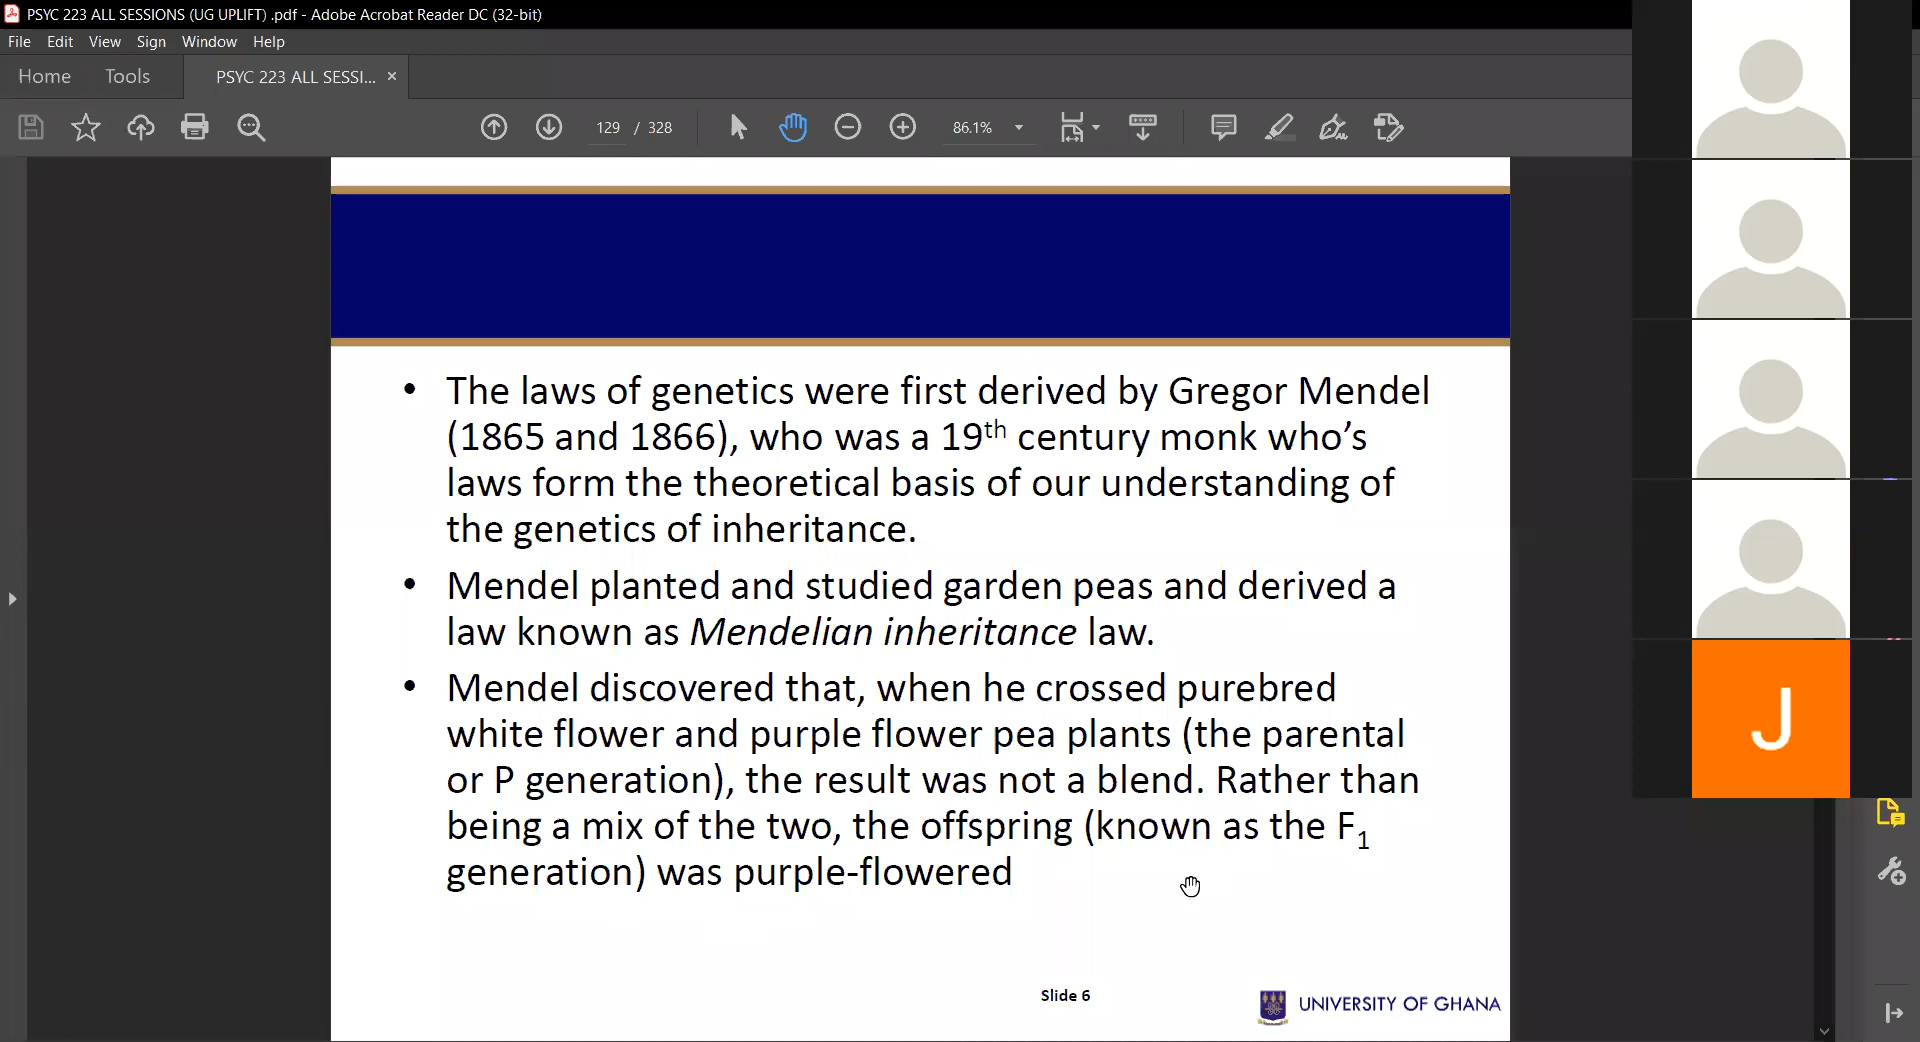 PSYC 223 ALL SESSIONS (UG UPLIFT) .pdf - Adobe Acrobat Reader DC (32-bit)
File Edit View Sign Window Help
Home Tools PSYC 223 ALL SESSI... ×
129 / 328 86.1%
• The laws of genetics were first derived by Gregor Mendel
(1865 and 1866), who was a 19th century monk who’s
laws form the theoretical basis of our understanding of
the genetics of inheritance.
• Mendel planted and studied garden peas and derived a
law known as Mendelian inheritance law.
• Mendel discovered that, when he crossed purebred
white flower and purple flower pea plants (the parental
or P generation), the result was not a blend. Rather than
being a mix of the two, the offspring (known as the F1
generation) was purple-flowered
Slide 6
UNIVERSITY OF GHANA
J